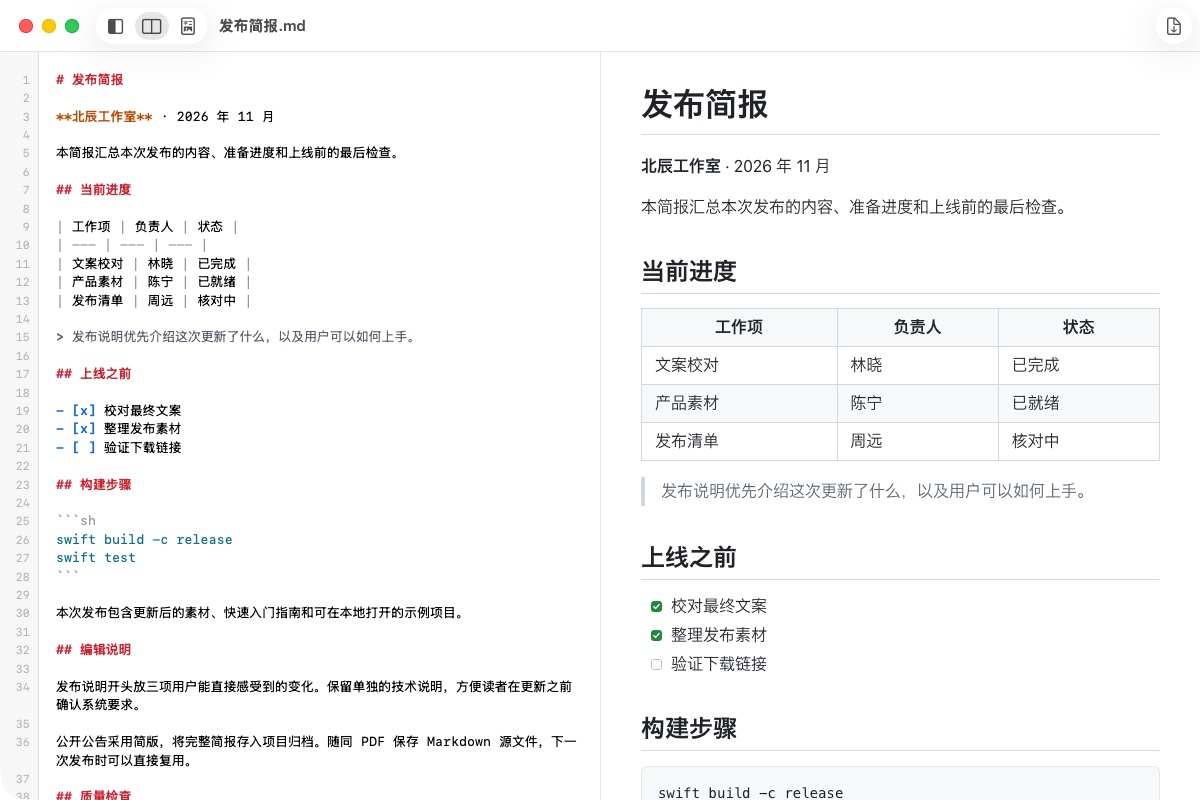 发布简报.md
1 # 发布简报
2
3 **北辰工作室** · 2026 年 11 月
4
5 本简报汇总本次发布的内容、准备进度和上线前的最后检查。
6
7 ## 当前进度
8
9 | 工作项 | 负责人 | 状态 |
10 | --- | --- | --- |
11 | 文案校对 | 林晓 | 已完成 |
12 | 产品素材 | 陈宁 | 已就绪 |
13 | 发布清单 | 周远 | 核对中 |
14
15 > 发布说明优先介绍这次更新了什么，以及用户可以如何上手。
16
17 ## 上线之前
18
19 - [x] 校对最终文案
20 - [x] 整理发布素材
21 - [ ] 验证下载链接
22
23 ## 构建步骤
24
25 ```sh
26 swift build -c release
27 swift test
28 ```
29
30 本次发布包含更新后的素材、快速入门指南和可在本地打开的示例项目。
31
32 ## 编辑说明
33
34 发布说明开头放三项用户能直接感受到的变化。保留单独的技术说明，方便读者在更新之前
确认系统要求。
35
36 公开公告采用简版，将完整简报存入项目归档。随同 PDF 保存 Markdown 源文件，下一
次发布时可以直接复用。
37
38 ## 质量检查
发布简报
北辰工作室 · 2026 年 11 月
本简报汇总本次发布的内容、准备进度和上线前的最后检查。
当前进度
工作项 负责人 状态
文案校对 林晓 已完成
产品素材 陈宁 已就绪
发布清单 周远 核对中
发布说明优先介绍这次更新了什么，以及用户可以如何上手。
上线之前
校对最终文案
整理发布素材
验证下载链接
构建步骤
swift build -c release